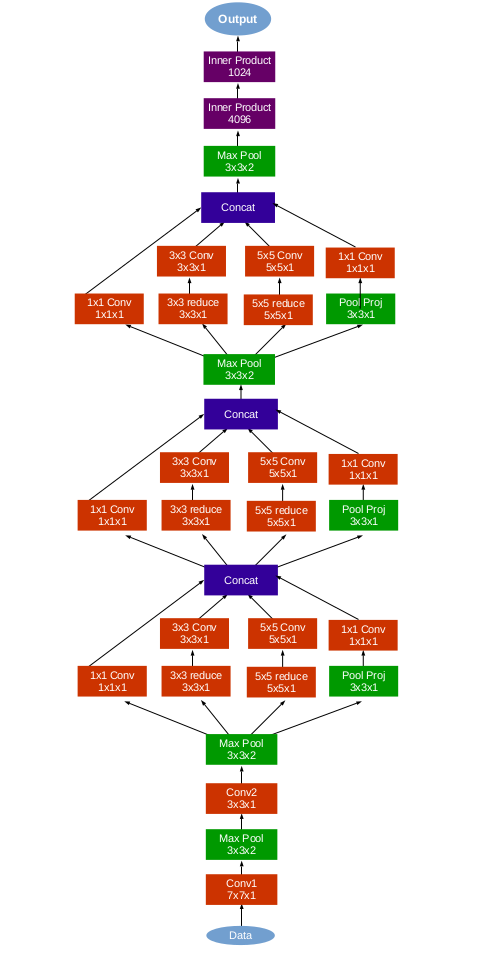 Output
Inner Product
1024
Inner Product
4096
Max Pool
3x3x2
Concat
3x3 Conv
3x3x1
5x5 Conv
5x5x1
1x1 Conv
1x1x1
1x1 Conv
1x1x1
3x3 reduce
3x3x1
5x5 reduce
5x5x1
Pool Proj
3x3x1
Max Pool
3x3x2
Concat
3x3 Conv
3x3x1
5x5 Conv
5x5x1
1x1 Conv
1x1x1
1x1 Conv
1x1x1
3x3 reduce
3x3x1
5x5 reduce
5x5x1
Pool Proj
3x3x1
Concat
3x3 Conv
3x3x1
5x5 Conv
5x5x1
1x1 Conv
1x1x1
1x1 Conv
1x1x1
3x3 reduce
3x3x1
5x5 reduce
5x5x1
Pool Proj
3x3x1
Max Pool
3x3x2
Conv2
3x3x1
Max Pool
3x3x2
Conv1
7x7x1
Data